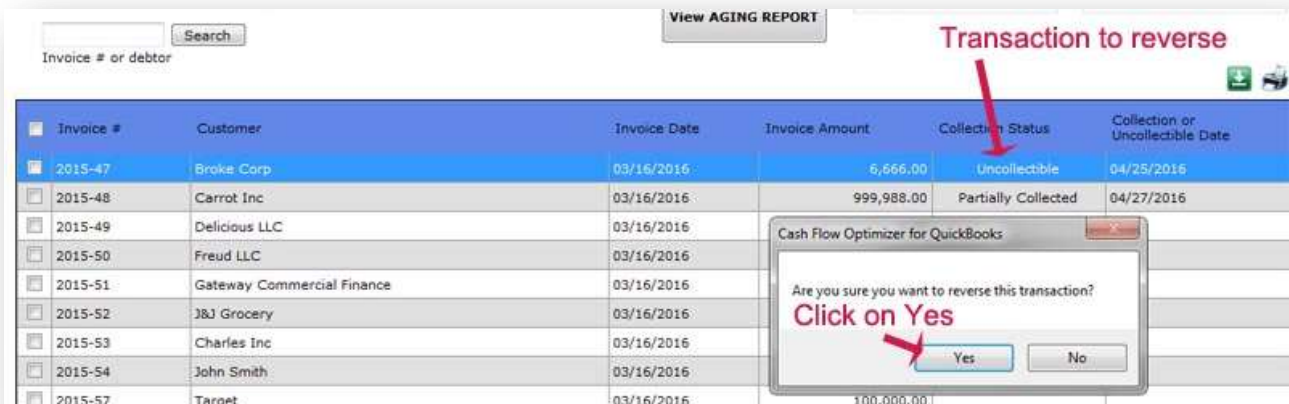 View AGING REPORT
Search
Invoice # or debtor
Transaction to reverse
Invoice # Customer Invoice Date Invoice Amount Collection Status Collection or Uncollectible Date
2015-47 Broke Corp 03/16/2016 6,666.00 Uncollectible 04/25/2016
2015-48 Carrot Inc 03/16/2016 999,988.00 Partially Collected 04/27/2016
2015-49 Delicious LLC 03/16/2016
2015-50 Freud LLC 03/16/2016
2015-51 Gateway Commercial Finance 03/16/2016
2015-52 J&J Grocery 03/16/2016
2015-53 Charles Inc 03/16/2016
2015-54 John Smith 03/16/2016
2015-57 Target 03/16/2016 100,000.00
Cash Flow Optimizer for QuickBooks
Are you sure you want to reverse this transaction?
Click on Yes
Yes No